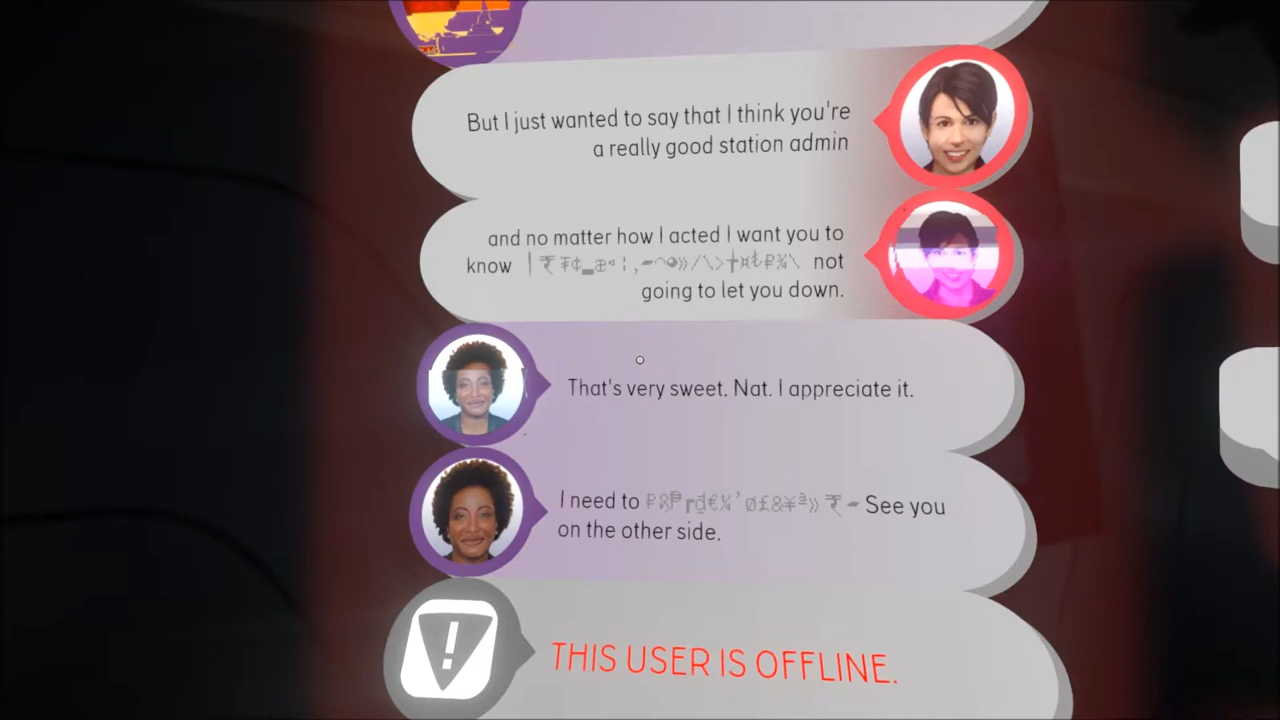 But I just wanted to say that I think you're
a really good station admin
and no matter how I acted I want you to
know
not
going to let you down.
That's very sweet. Nat. I appreciate it.
I need to
See you
on the other side.
THIS USER IS OFFLINE.